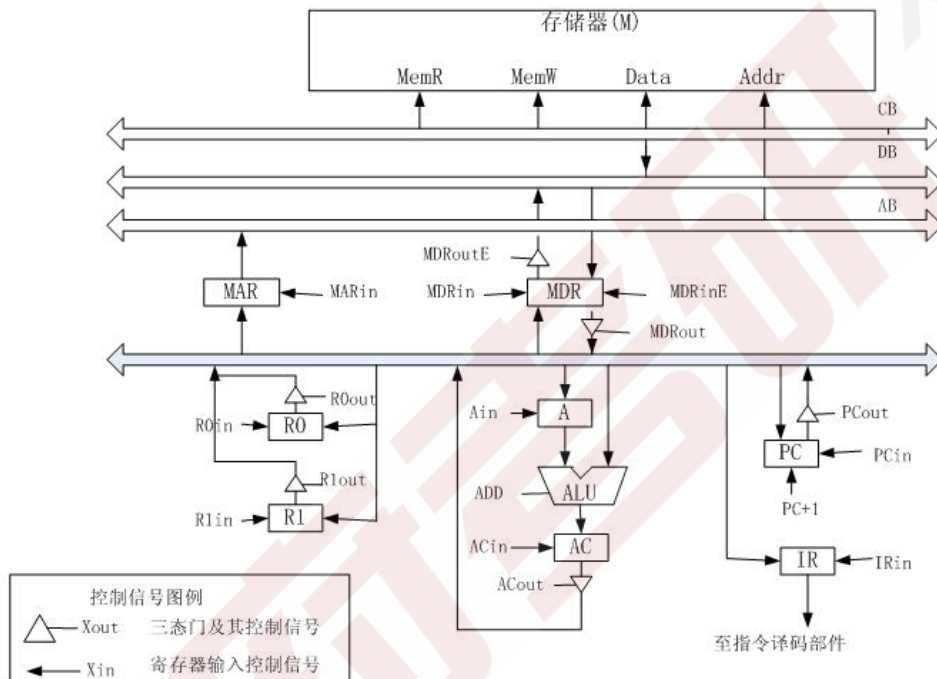 存储器(M)
MemR MemW Data Addr
CB
DB
AB
MDRoutE
MAR MARin MDRin MDR MDRinE
MDRout
R0out
R0in R0
Ain A
PCout
PC PCin
R1out
ADD ALU
PC+1
R1in R1
ACin AC
IR IRin
ACout
控制信号图例
Xout 三态门及其控制信号
至指令译码部件
Xin 寄存器输入控制信号